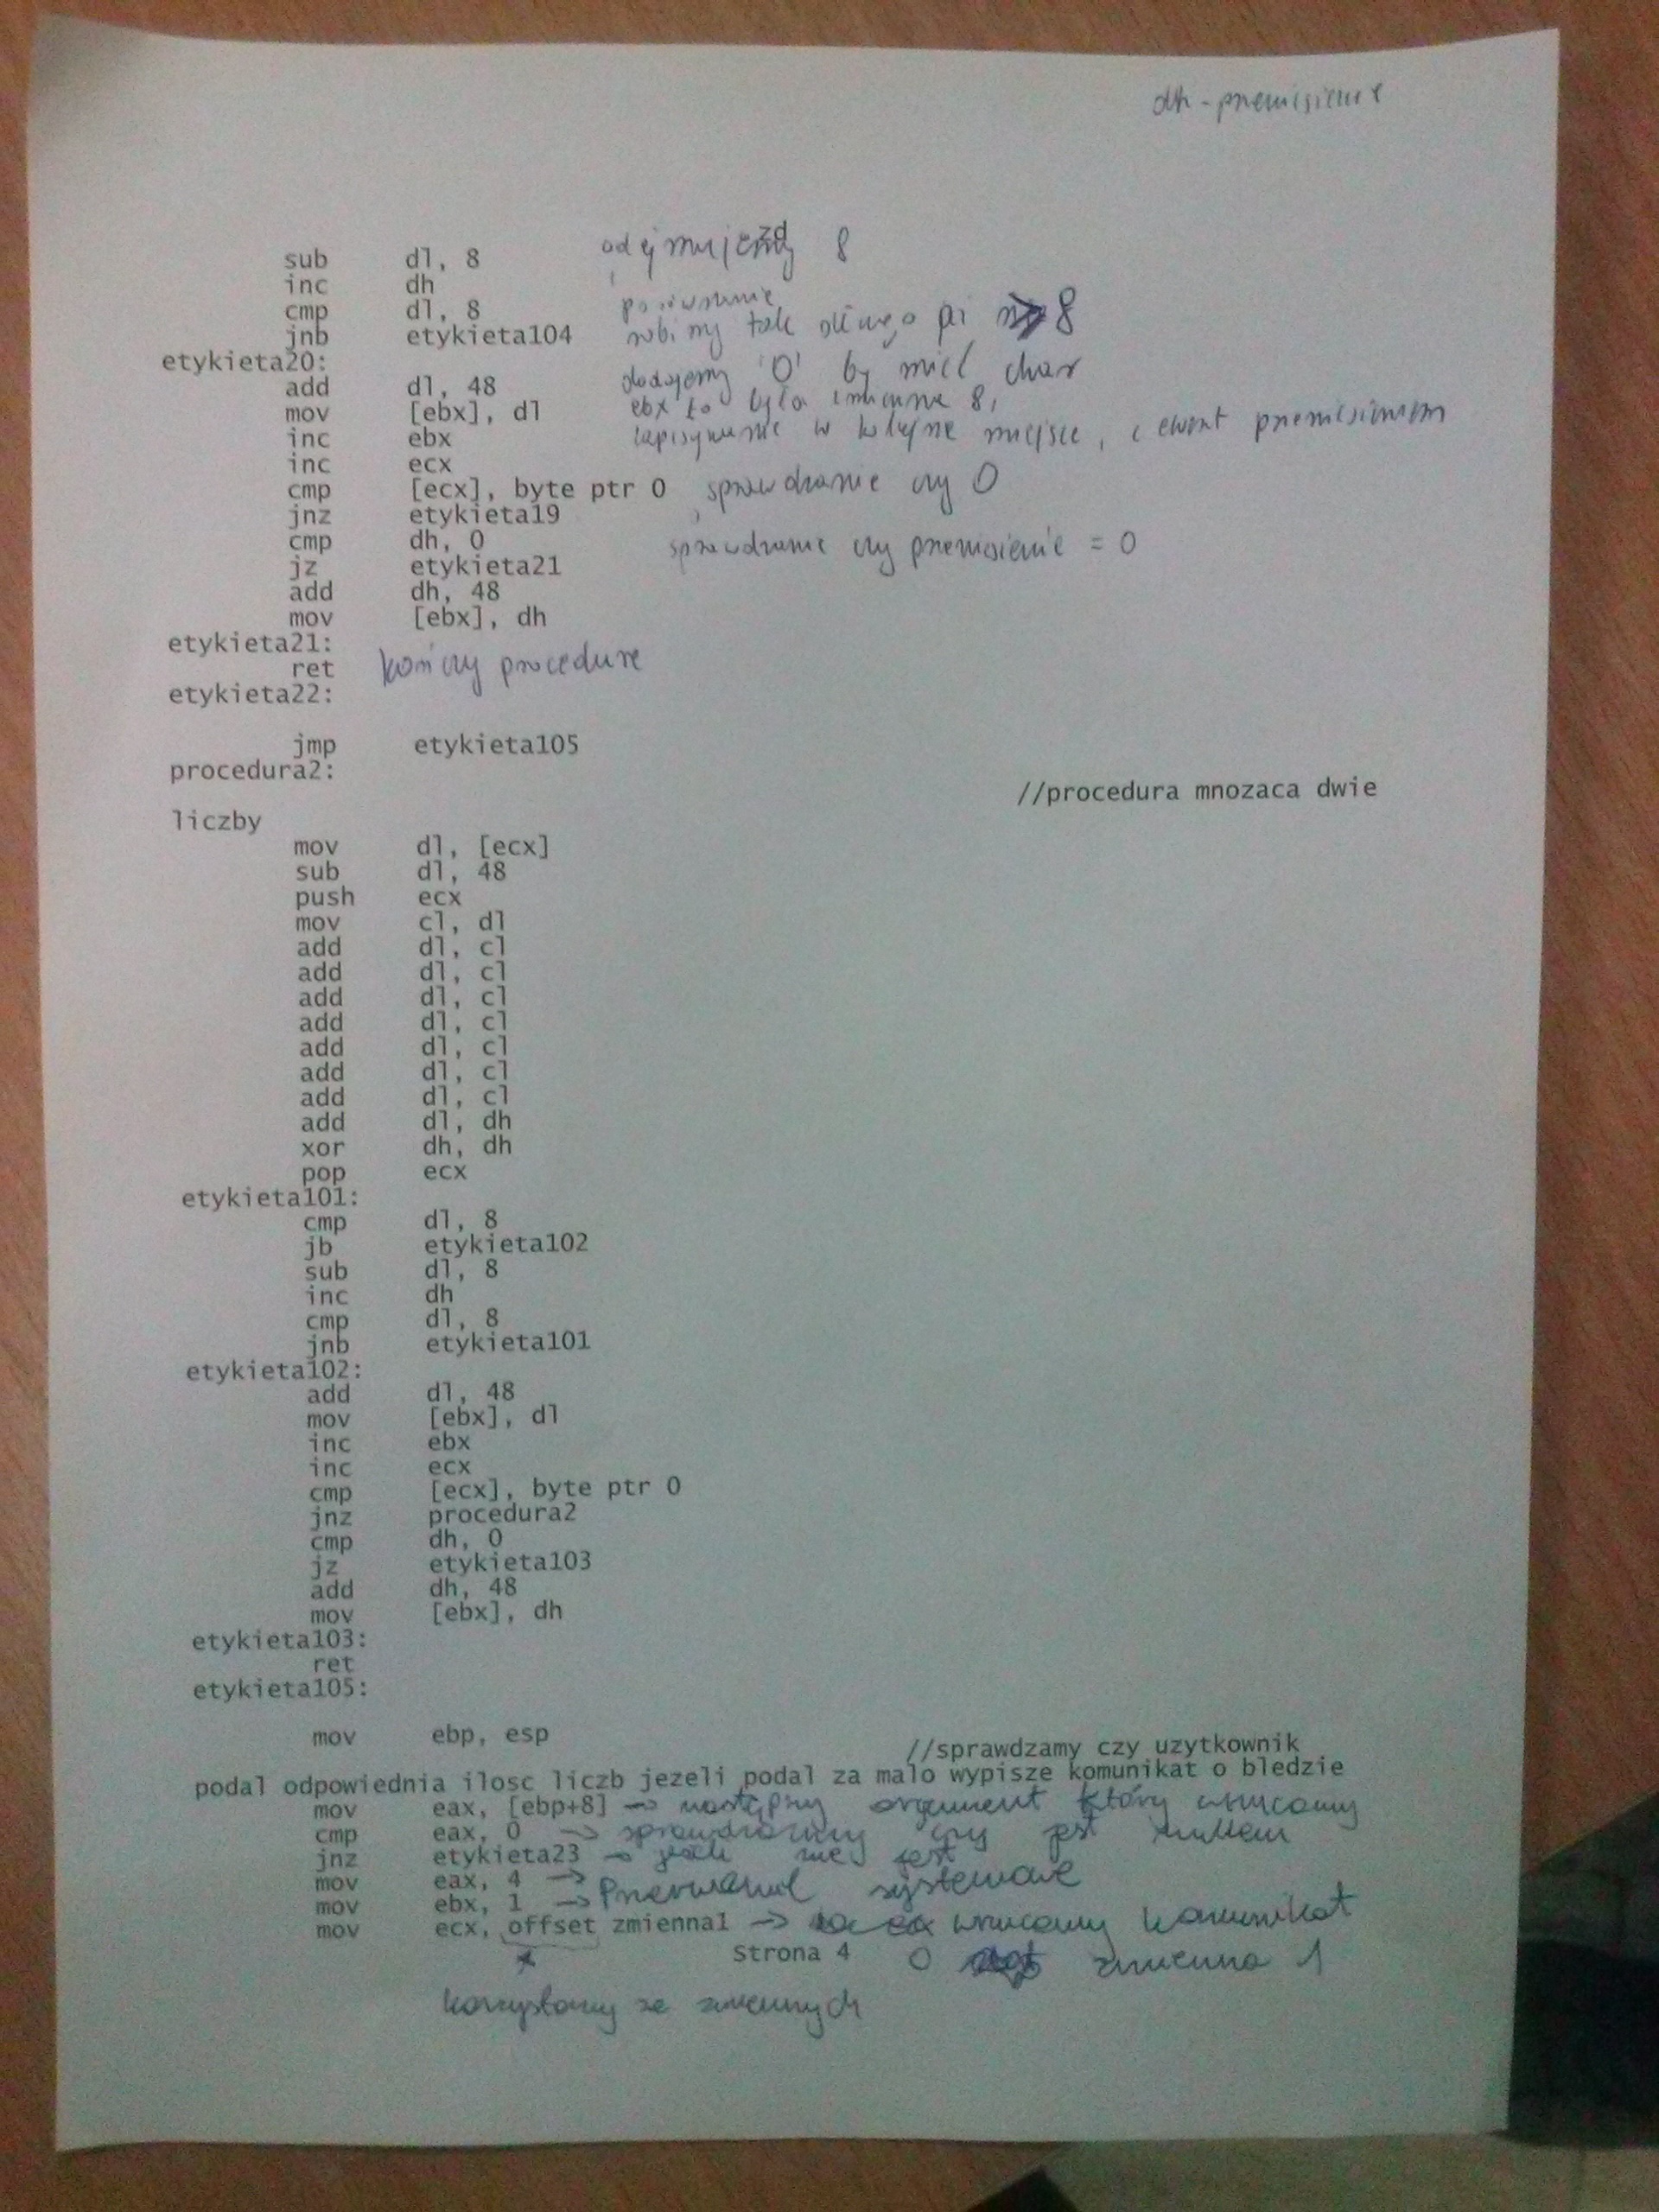 dh - przeniesienie
zd
sub dl, 8 odejmujemy 8
inc dh
cmp dl, 8 porównanie
jnb etykieta104 robimy tak długo aż > 8
etykieta20:
add dl, 48 dodajemy '0' by mieć char
mov [ebx], dl ebx to była zmienna 8,
inc ebx zapisywanie w kolejne miejsce, z ewent przeniesieniem
inc ecx
cmp [ecx], byte ptr 0 sprawdzanie czy 0
jnz etykieta19
cmp dh, 0 sprawdzanie czy przeniesienie = 0
jz etykieta21
add dh, 48
mov [ebx], dh
etykieta21:
ret kończy procedure
etykieta22:
jmp etykieta105
procedura2:
//procedura mnozaca dwie
liczby
mov dl, [ecx]
sub dl, 48
push ecx
mov cl, dl
add dl, cl
add dl, cl
add dl, cl
add dl, cl
add dl, cl
add dl, cl
add dl, cl
add dl, dh
xor dh, dh
pop ecx
etykieta101:
cmp dl, 8
jb etykieta102
sub dl, 8
inc dh
cmp dl, 8
jnb etykieta101
etykieta102:
add dl, 48
mov [ebx], dl
inc ebx
inc ecx
cmp [ecx], byte ptr 0
jnz procedura2
cmp dh, 0
jz etykieta103
add dh, 48
mov [ebx], dh
etykieta103:
ret
etykieta105:
mov ebp, esp
//sprawdzamy czy uzytkownik
podal odpowiednia ilosc liczb jezeli podal za malo wypisze komunikat o bledzie
mov eax, [ebp+8] -> następny argument który wrzucamy
cmp eax, 0 -> sprawdzamy czy jest nullem
jnz etykieta23 -> jeśli nie jest
mov eax, 4 ->
mov ebx, 1 -> Przerwanie systemowe
mov ecx, offset zmienna1 -> wrzucamy komunikat
Strona 4 o zmienna 1
korzystamy ze zmiennych